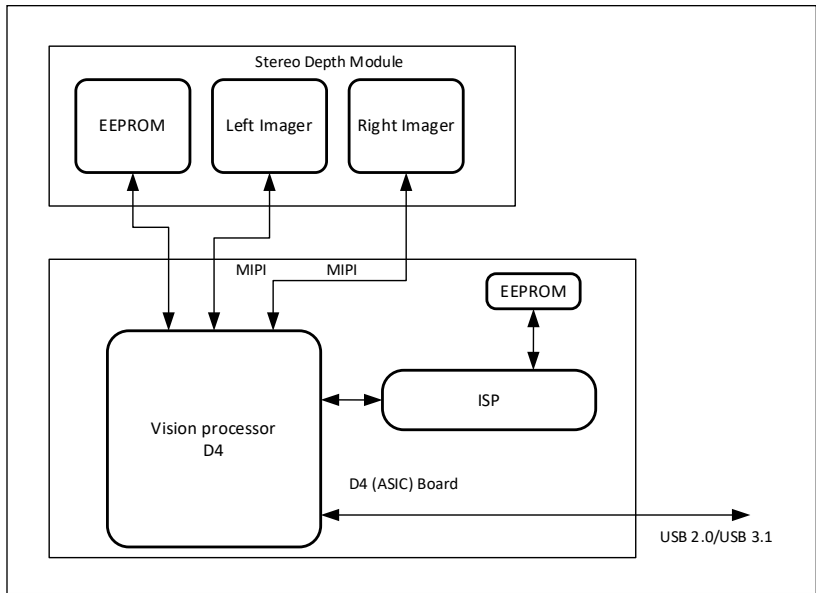 Stereo Depth Module
EEPROM
Left Imager
Right Imager
MIPI
MIPI
EEPROM
ISP
Vision processor
D4
D4 (ASIC) Board
USB 2.0/USB 3.1